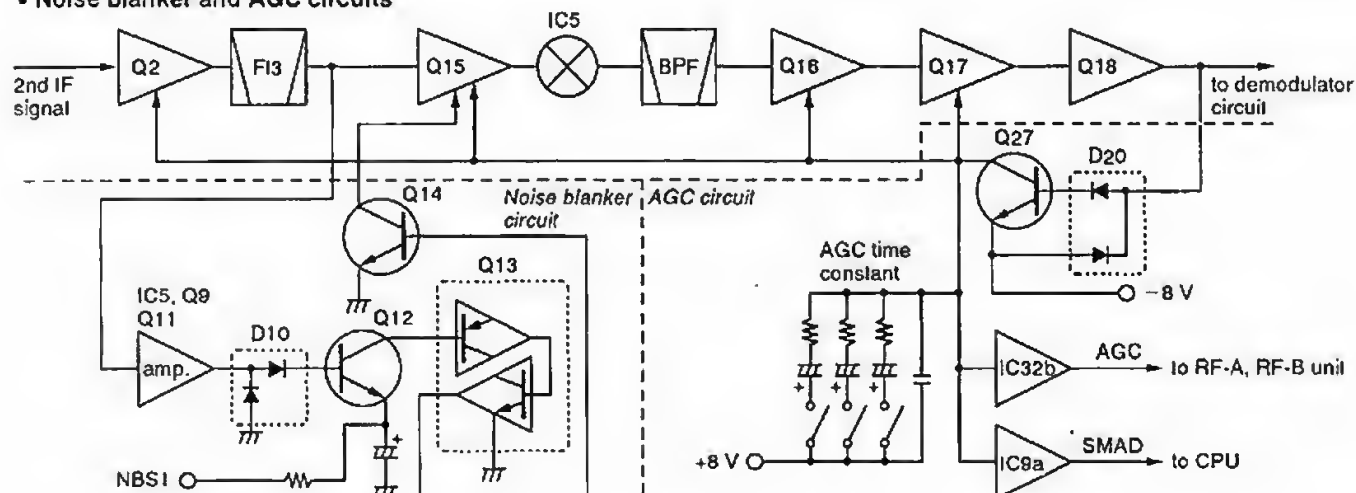 • Noise blanker and AGC circuits
IC5
Q2
FI3
Q15
BPF
Q16
Q17
Q18
2nd IF
signal
to demodulator
circuit
Q27
D20
Q14
Noise blanker
circuit
AGC circuit
AGC time
constant
Q13
−8 V
IC5, Q9
Q11
amp.
D10
Q12
+
+
+
+
IC32b
AGC
to RF-A, RF-B unit
+8 V
IC9a
SMAD
to CPU
NBS1